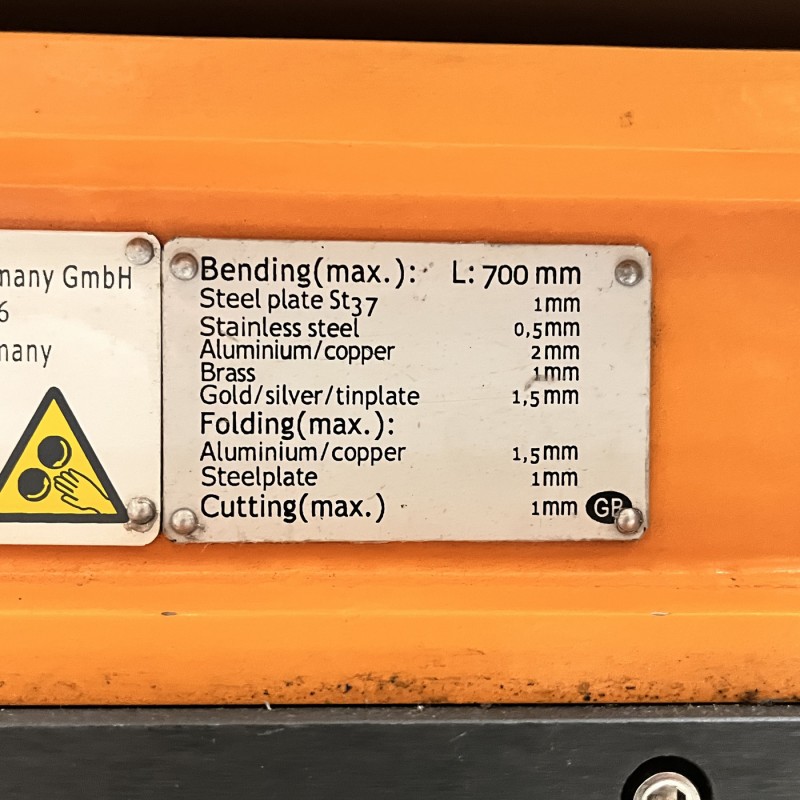 many GmbH
6
many
Bending(max.): L: 700 mm
Steel plate St37 1mm
Stainless steel 0,5mm
Aluminium/copper 2mm
Brass 1mm
Gold/silver/tinplate 1,5mm
Folding(max.):
Aluminium/copper 1,5mm
Steelplate 1mm
Cutting(max.) 1mm GB